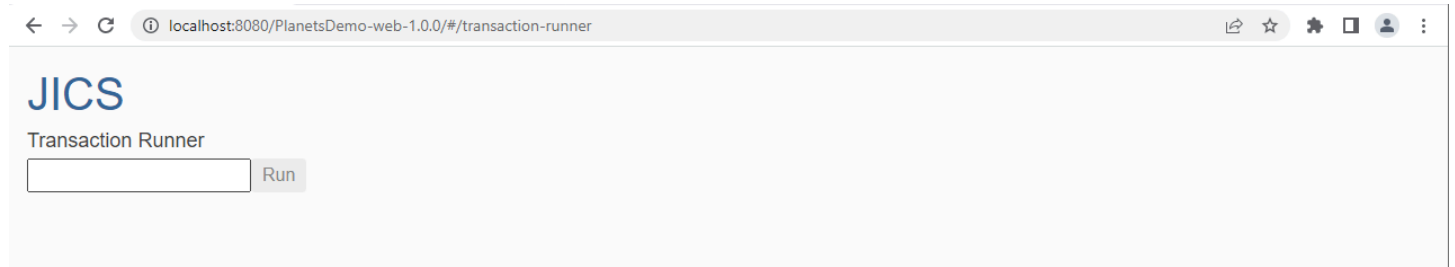 localhost:8080/PlanetsDemo-web-1.0.0/#/transaction-runner
JICS
Transaction Runner
Run